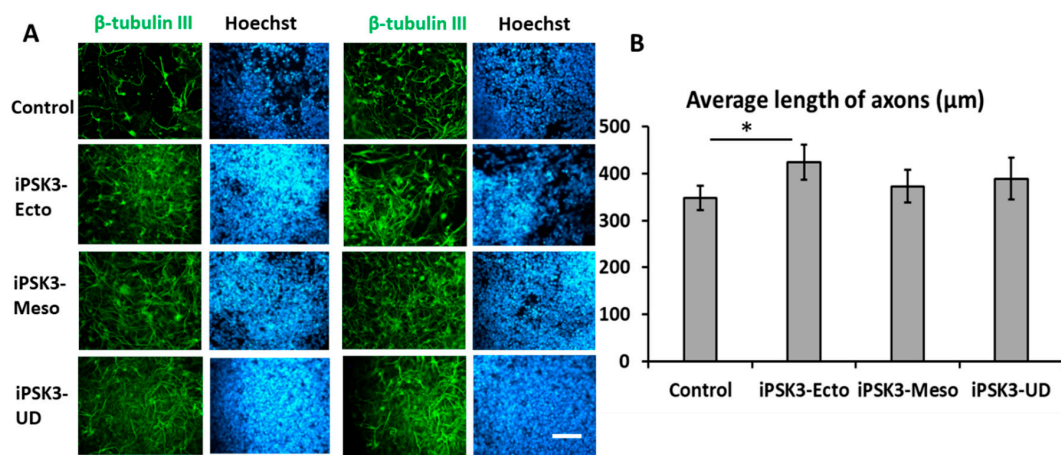 A
β-tubulin III Hoechst β-tubulin III Hoechst
Control
iPSK3-
Ecto
iPSK3-
Meso
iPSK3-
UD
B
Average length of axons (μm)
*
500
400
300
200
100
0
Control iPSK3-Ecto iPSK3-Meso iPSK3-UD